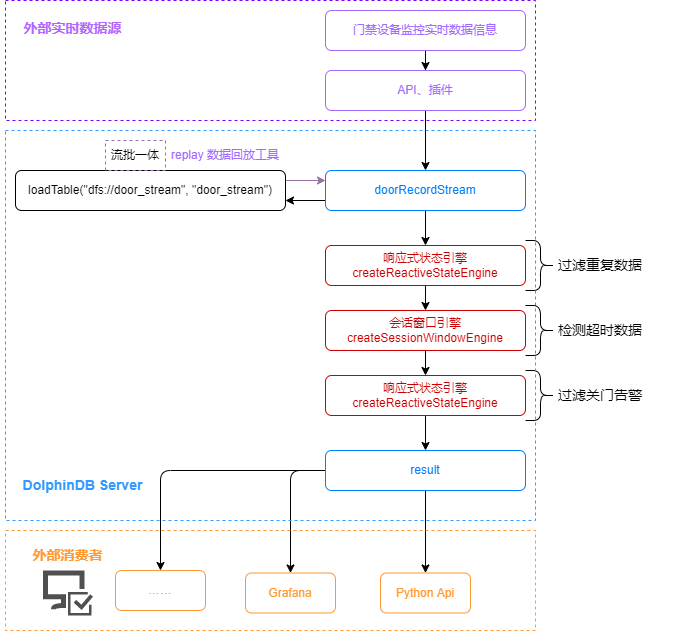 外部实时数据源
门禁设备监控实时数据信息
API、插件
流批一体
replay 数据回放工具
loadTable("dfs://door_stream", "door_stream")
doorRecordStream
响应式状态引擎
createReactiveStateEngine
过滤重复数据
会话窗口引擎
createSessionWindowEngine
检测超时数据
响应式状态引擎
createReactiveStateEngine
过滤关门告警
result
DolphinDB Server
外部消费者
......
Grafana
Python Api